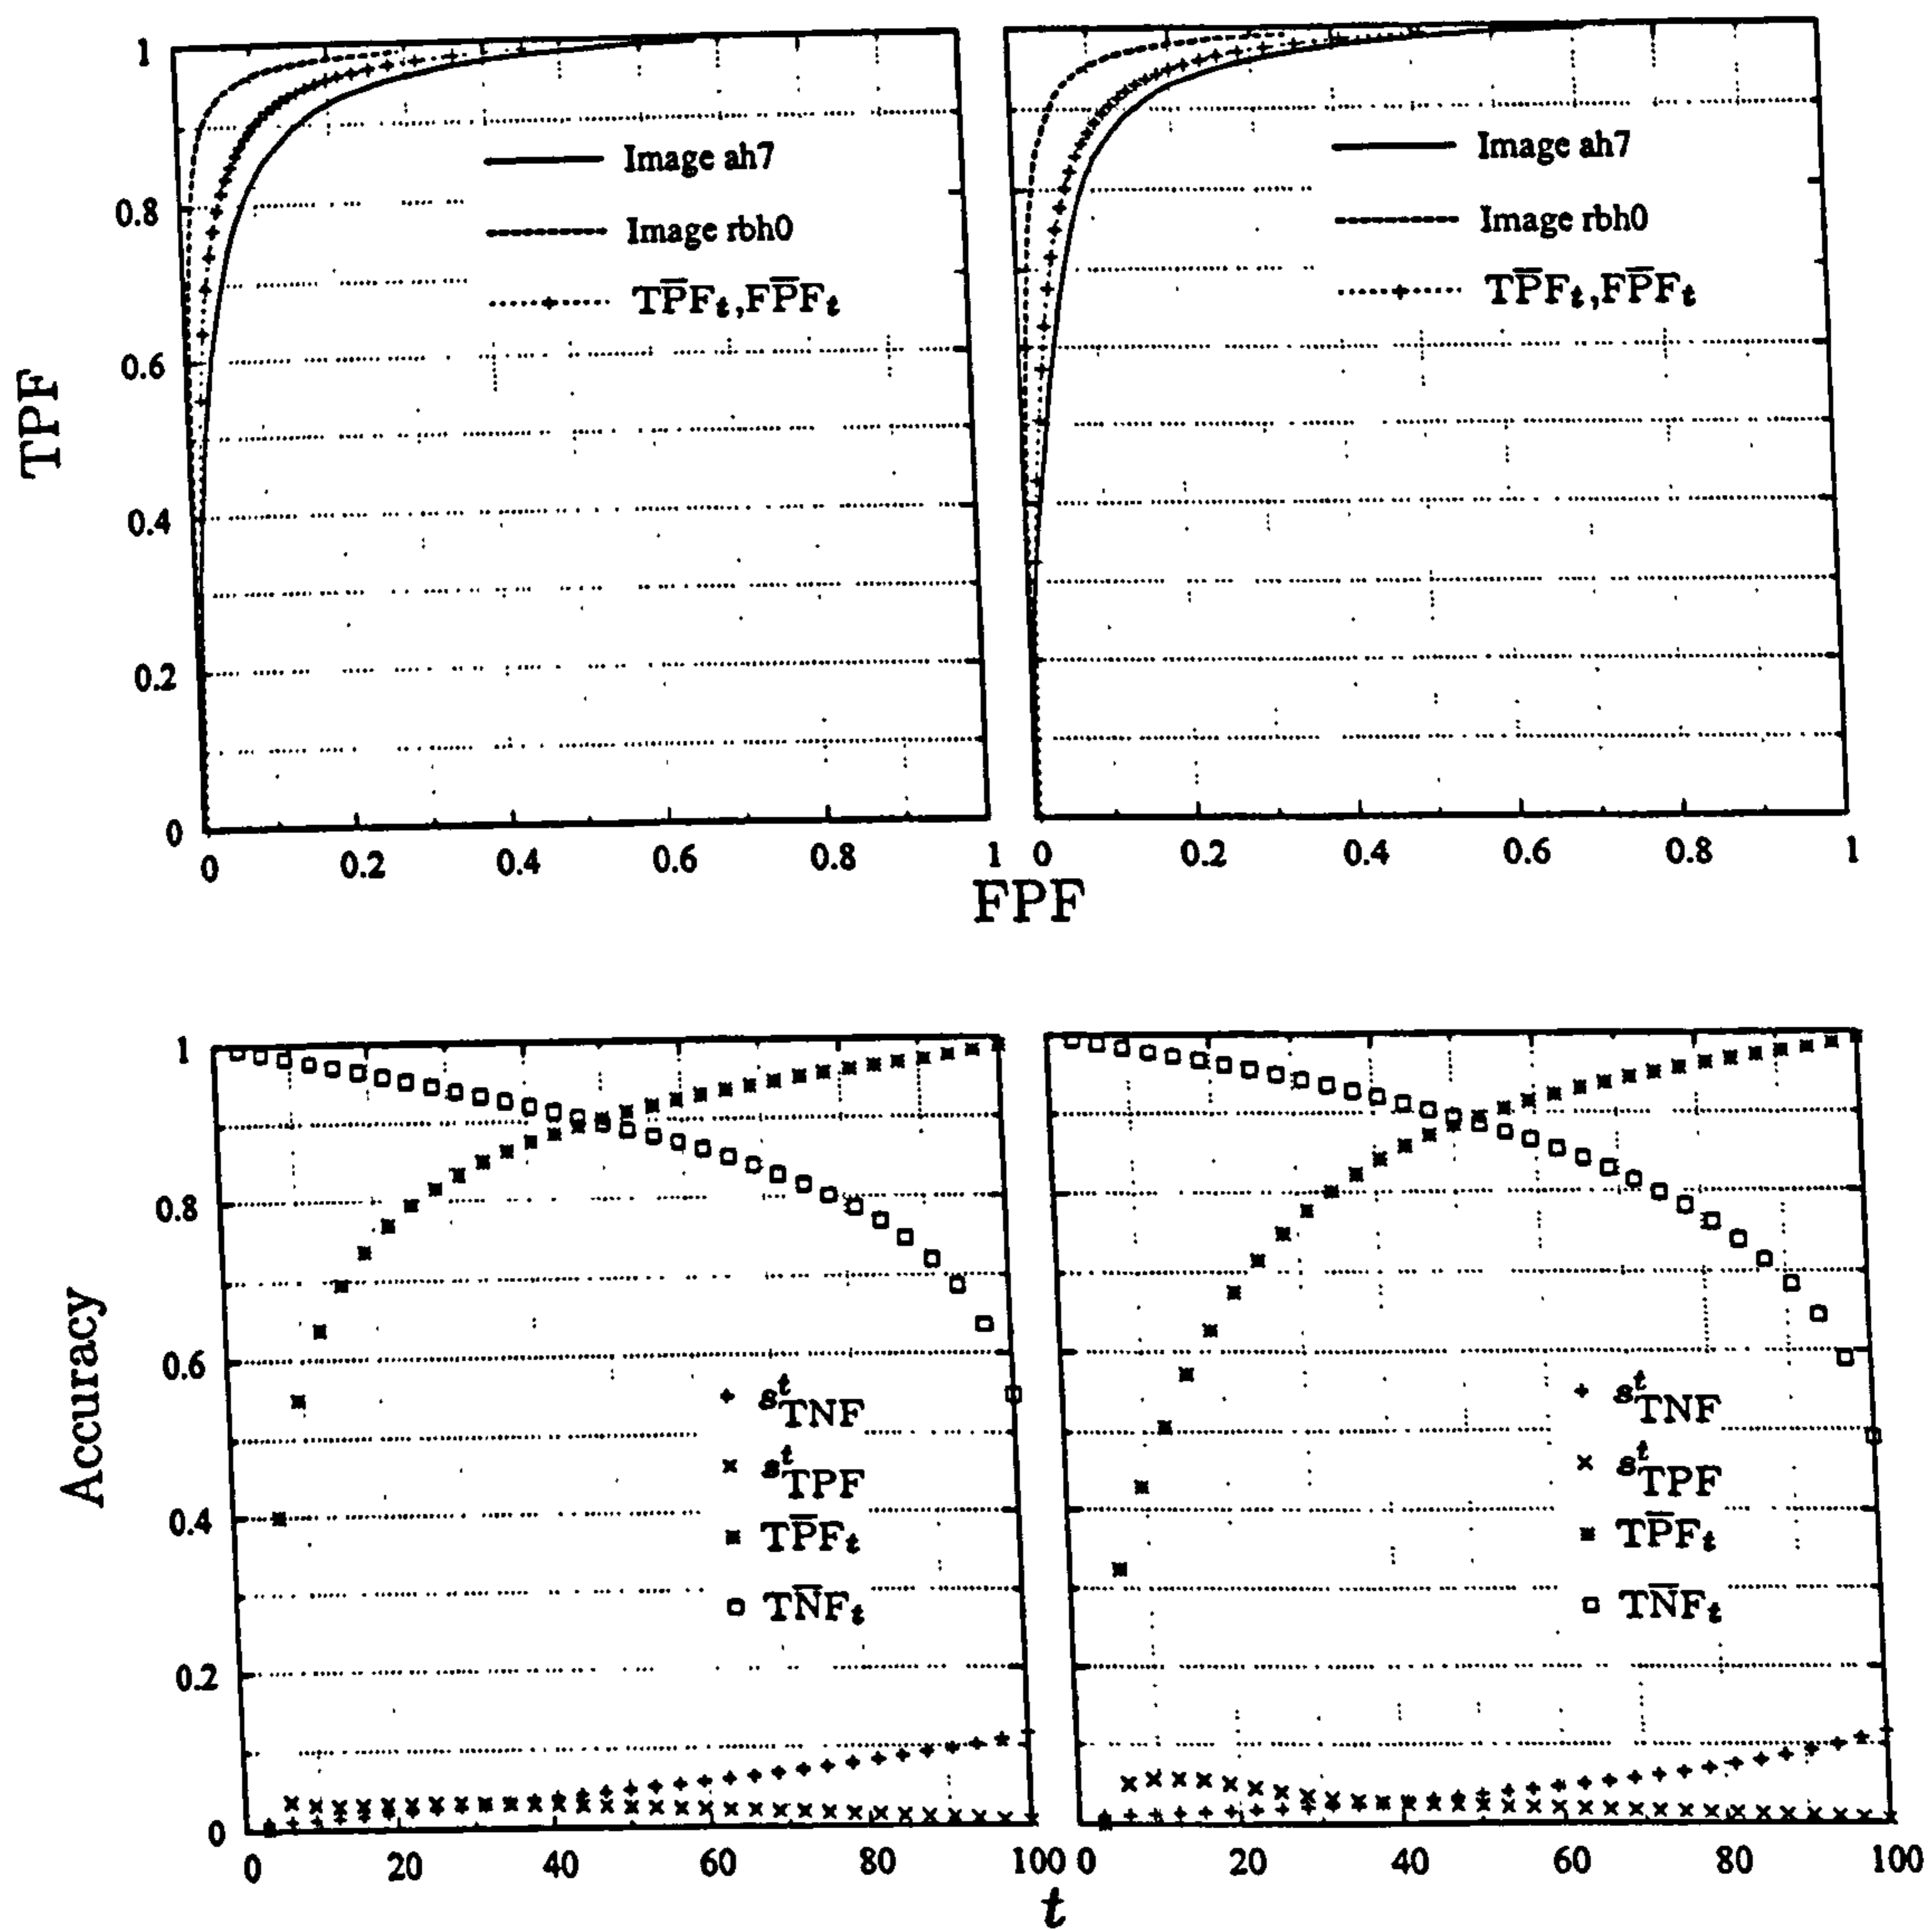 1
0.8
0.6
0.4
0.2
0
TPF
Image ah7
Image rbh0
TP̅Fₜ,FP̅Fₜ
0 0.2 0.4 0.6 0.8 1
Image ah7
Image rbh0
TP̅Fₜ,FP̅Fₜ
0 0.2 0.4 0.6 0.8 1
FPF
1
0.8
0.6
0.4
0.2
0
Accuracy
sᵗTNF
sᵗTPF
TP̅Fₜ
TN̅Fₜ
0 20 40 60 80 100
sᵗTNF
sᵗTPF
TP̅Fₜ
TN̅Fₜ
0 20 40 60 80 100
t